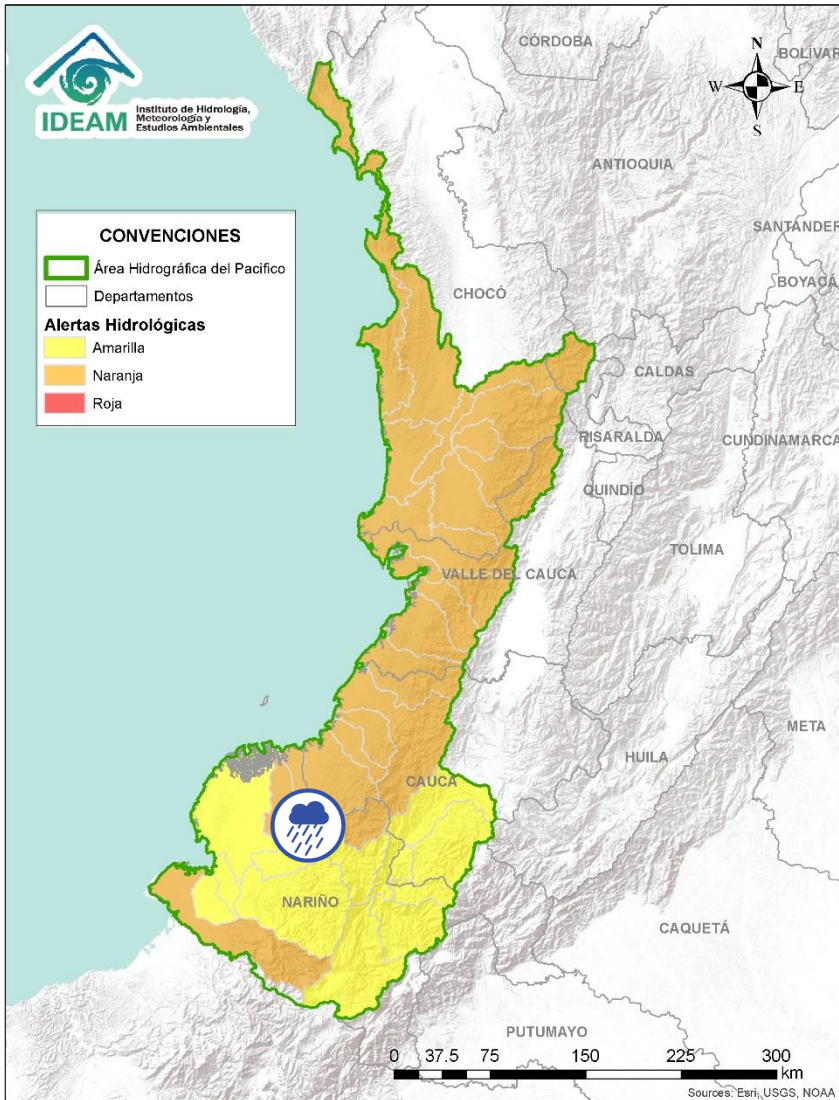 IDEAM
Instituto de Hidrología,
Meteorología y
Estudios Ambientales
CÓRDOBA
BOLÍVAR
N
W
E
S
ANTIOQUIA
SANTANDER
BOYACÁ
CONVENCIONES
Área Hidrográfica del Pacifico
Departamentos
Alertas Hidrológicas
Amarilla
Naranja
Roja
CHOCÓ
CALDAS
RISARALDA
CUNDINAMARCA
QUINDÍO
TOLIMA
VALLE DEL CAUCA
META
HUILA
CAUCA
NARIÑO
CAQUETÁ
PUTUMAYO
0 37.5 75 150 225 300
km
Sources: Esri, USGS, NOAA